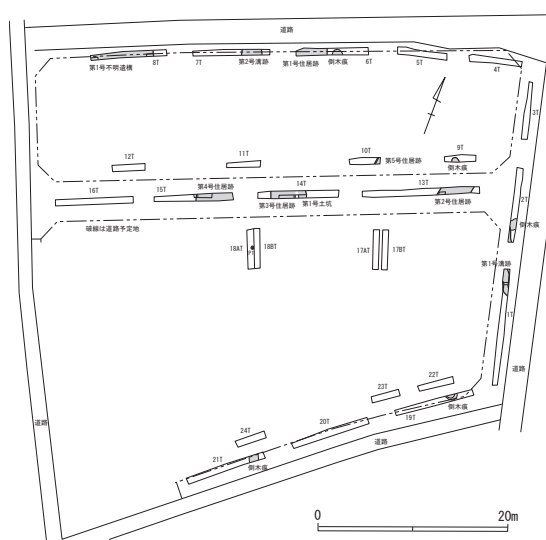 道路
第1号不明遺構
8T
7T
第2号溝跡
第1号住居跡
倒木痕
6T
5T
4T
3T
12T
11T
10T
第5号住居跡
9T
倒木痕
16T
15T
第4号住居跡
14T
第3号住居跡
第1号土坑
13T
第2号住居跡
2T
倒木痕
破線は道路予定地
18AT
18BT
P1
17AT
17BT
第1号溝跡
1T
道路
22T
23T
19T
倒木痕
道路
24T
20T
21T
倒木痕
道路
0
20m